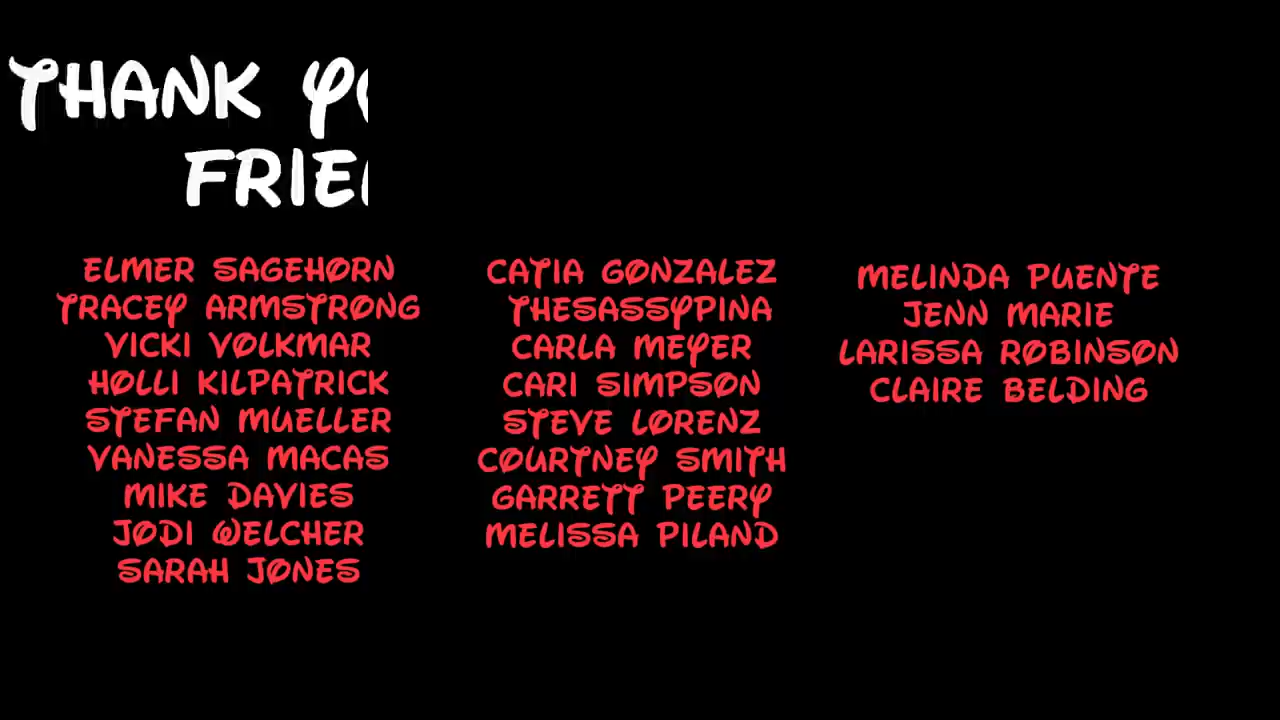 THANK YO
FRIE
ELMER SAGEHORN
TRACEY ARMSTRONG
VICKI VOLKMAR
HOLLI KILPATRICK
STEFAN MUELLER
VANESSA MACAS
MIKE DAVIES
JODI WELCHER
SARAH JONES
CATIA GONZALEZ
THESASSYPINA
CARLA MEYER
CARI SIMPSON
STEVE LORENZ
COURTNEY SMITH
GARRETT PEERY
MELISSA PILAND
MELINDA PUENTE
JENN MARIE
LARISSA ROBINSON
CLAIRE BELDING